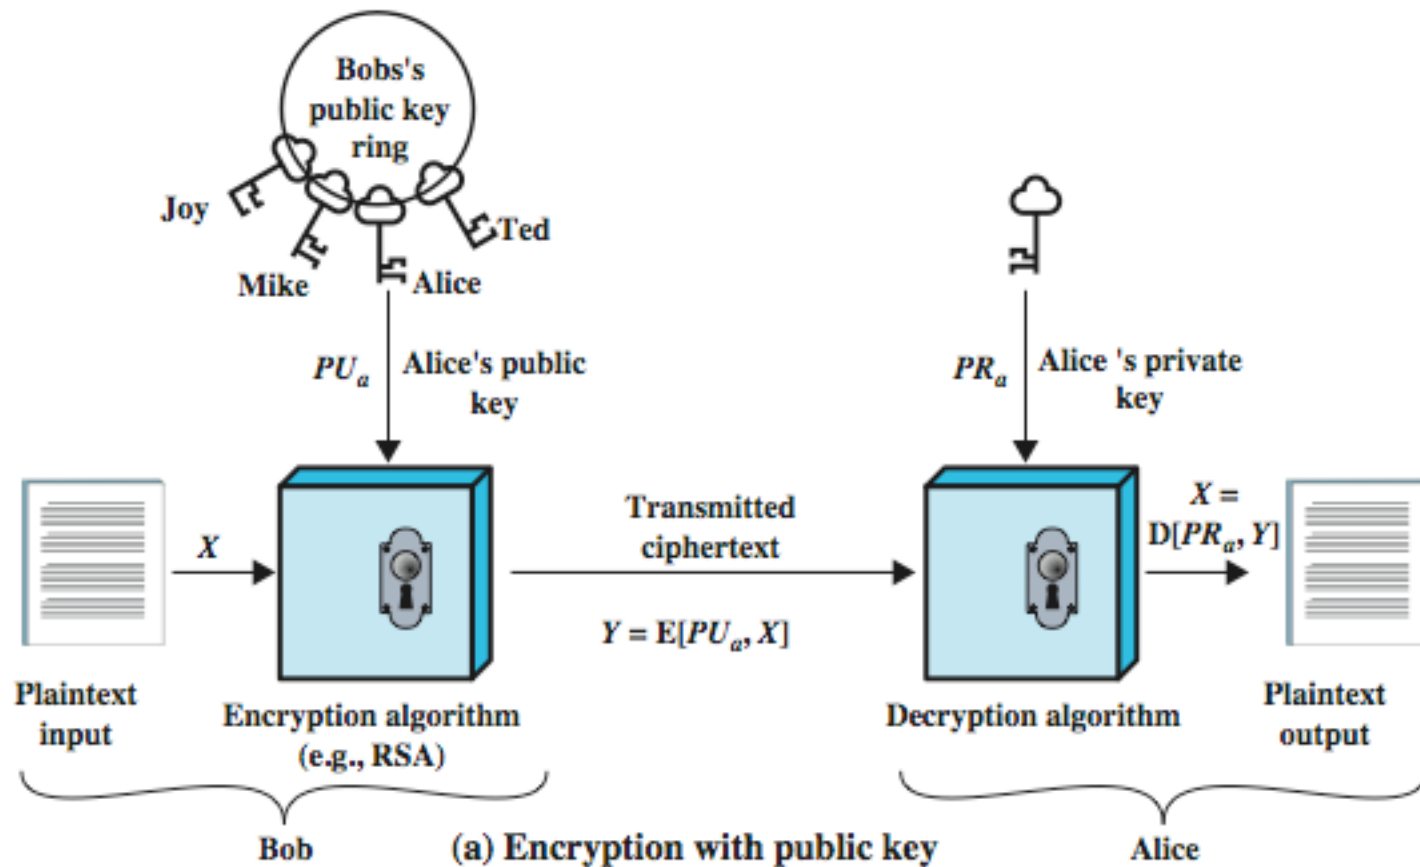 Bobs's
public key
ring
Joy
Ted
Mike
Alice
PUa
Alice's public
key
PRa
Alice 's private
key
X
Transmitted
ciphertext
X =
D[PRa, Y]
Y = E[PUa, X]
Plaintext
input
Encryption algorithm
(e.g., RSA)
Decryption algorithm
Plaintext
output
Bob
(a) Encryption with public key
Alice